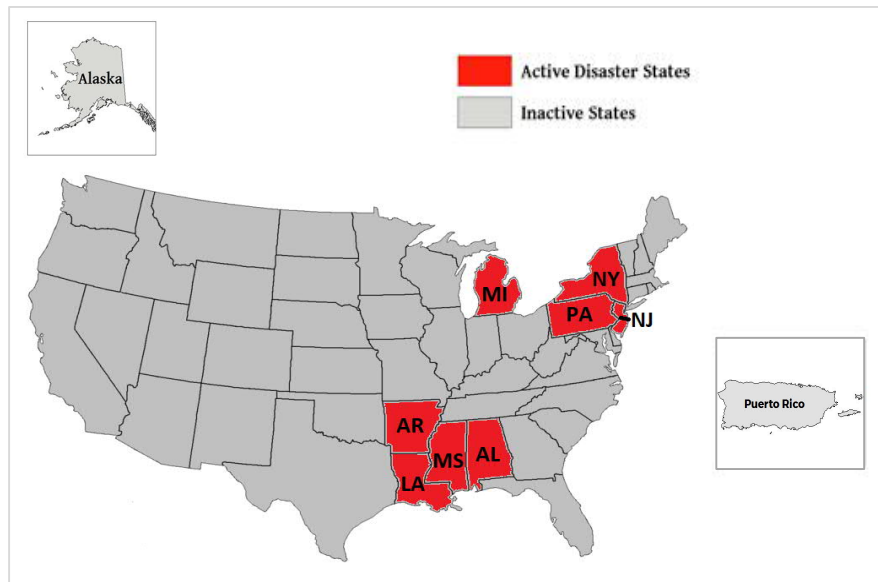 Alaska
Active Disaster States
Inactive States
NY
MI
PA
NJ
AR
MS
AL
LA
Puerto Rico